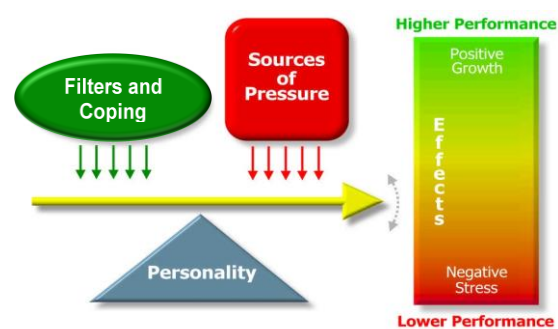 Filters and
Coping
Sources
of
Pressure
Personality
Higher Performance
Positive
Growth
Effects
Negative
Stress
Lower Performance